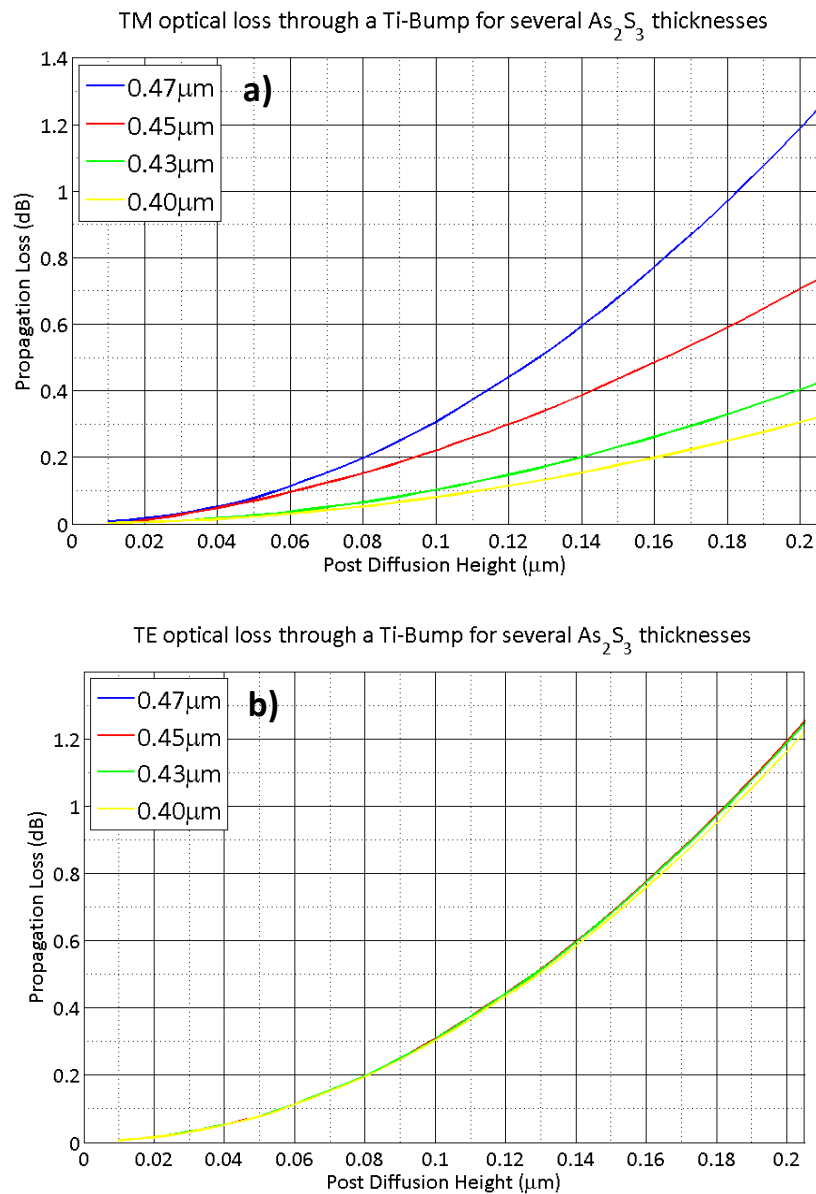 TM optical loss through a Ti-Bump for several As₂S₃ thicknesses
a)
0.47μm
0.45μm
0.43μm
0.40μm
1.4
1.2
1
0.8
0.6
0.4
0.2
0
Propagation Loss (dB)
0 0.02 0.04 0.06 0.08 0.1 0.12 0.14 0.16 0.18 0.2
Post Diffusion Height (μm)
TE optical loss through a Ti-Bump for several As₂S₃ thicknesses
b)
0.47μm
0.45μm
0.43μm
0.40μm
1.2
1
0.8
0.6
0.4
0.2
0
Propagation Loss (dB)
0 0.02 0.04 0.06 0.08 0.1 0.12 0.14 0.16 0.18 0.2
Post Diffusion Height (μm)